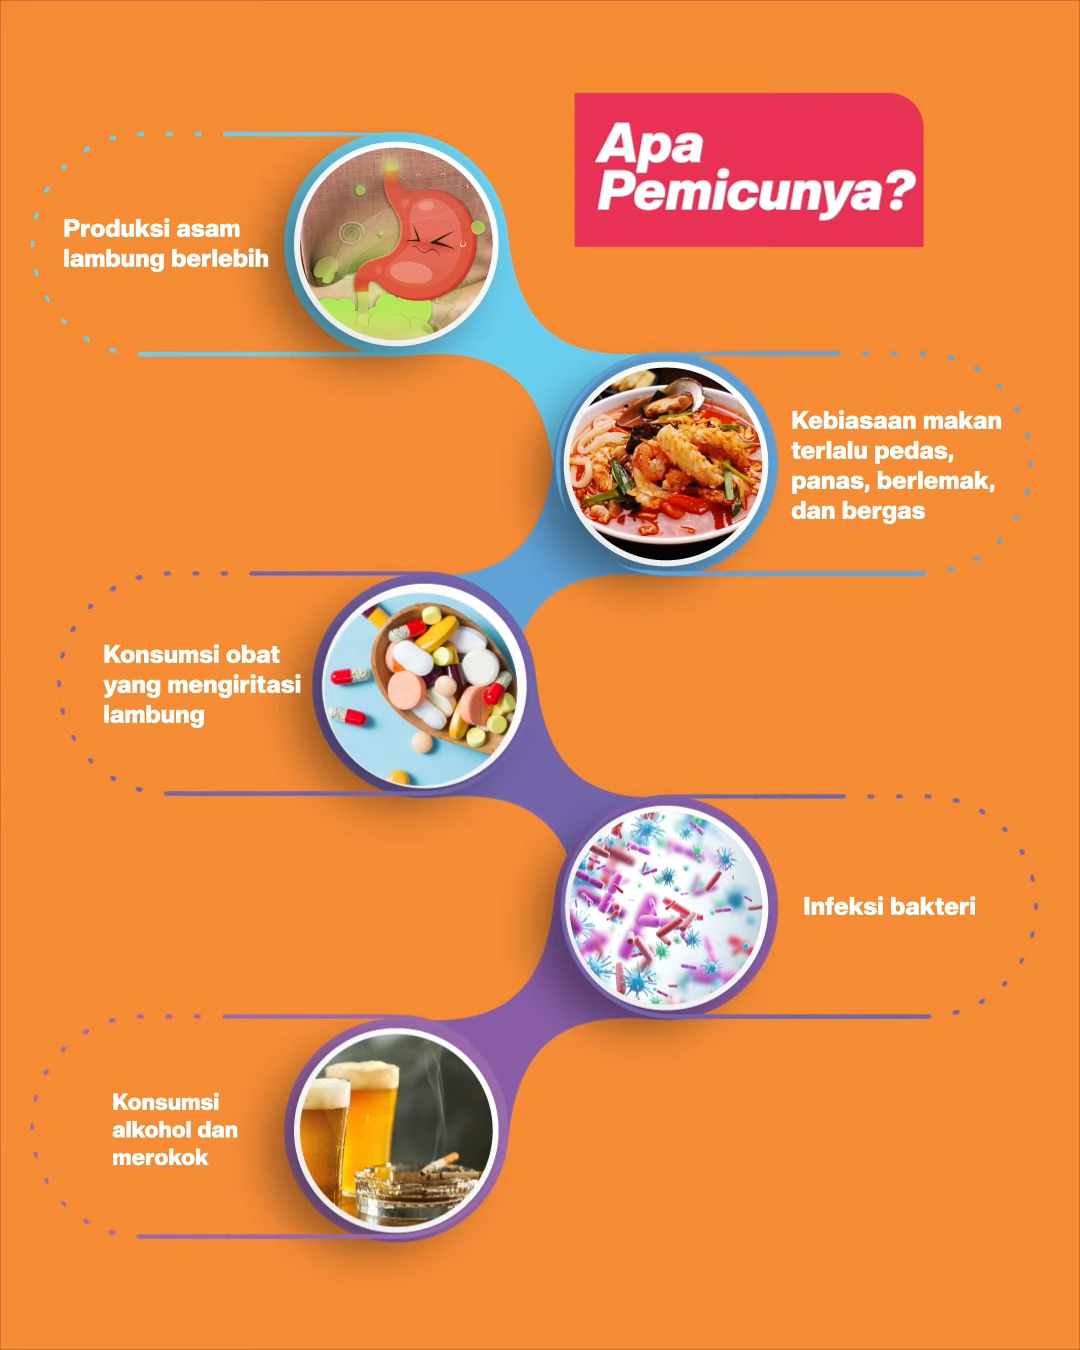 Apa
Pemicunya?
Produksi asam
lambung berlebih
Kebiasaan makan
terlalu pedas,
panas, berlemak,
dan bergas
Konsumsi obat
yang mengiritasi
lambung
Infeksi bakteri
Konsumsi
alkohol dan
merokok